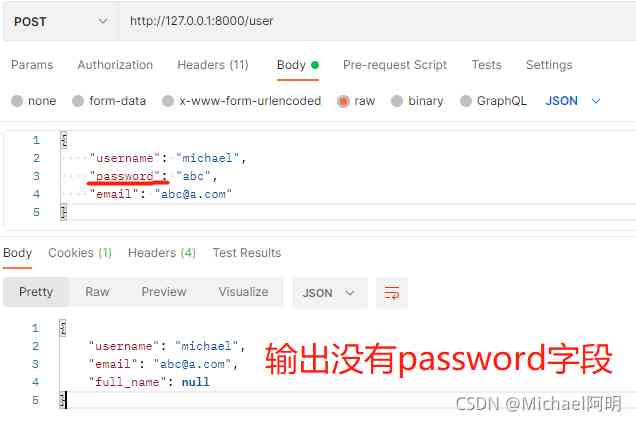 POST http://127.0.0.1:8000/user
Params Authorization Headers (11) Body Pre-request Script Tests Settings
none form-data x-www-form-urlencoded raw binary GraphQL JSON
1 {
2 "username": "michael",
3 "password": "abc",
4 "email": "abc@a.com"
5 }
Body Cookies (1) Headers (4) Test Results
Pretty Raw Preview Visualize JSON
1 {
2 "username": "michael",
3 "email": "abc@a.com",
4 "full_name": null
5 }
输出没有password字段
CSDN @Michael阿明